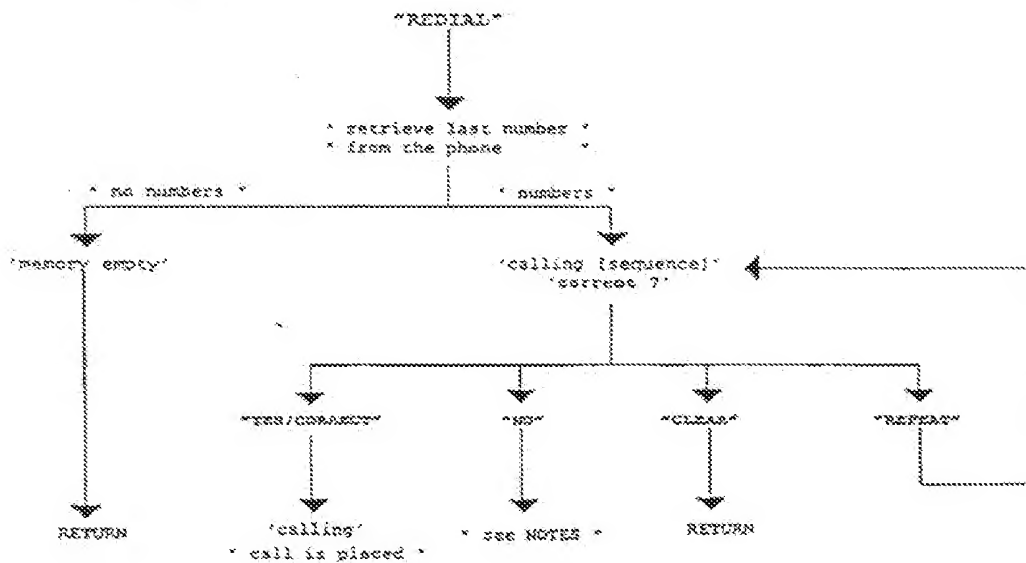 "REDIAL"
* retrieve last number *
* from the phone *
* no numbers *
* numbers *
'memory empty'
'calling [sequence]'
'correct ?'
"YES/CORRECT"
"NO"
"CLEAR"
"REPEAT"
RETURN
'calling'
* call is placed *
* see NOTES *
RETURN